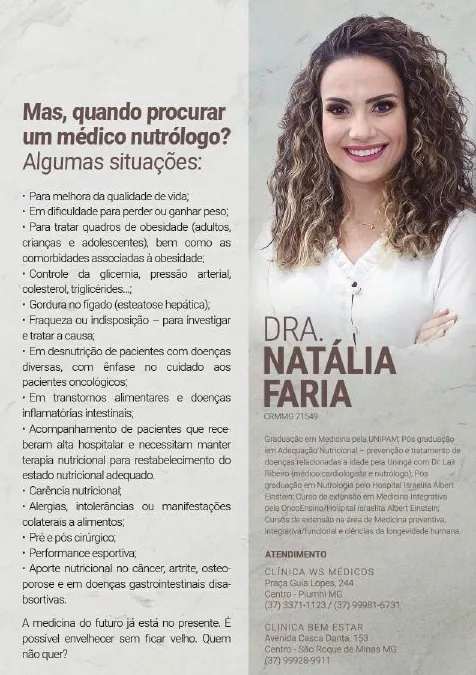 Mas, quando procurar
um médico nutrólogo?
Algumas situações:
• Para melhora da qualidade de vida;
• Em dificuldade para perder ou ganhar peso;
• Para tratar quadros de obesidade (adultos,
crianças e adolescentes), bem como as
comorbidades associadas à obesidade;
• Controle da glicemia, pressão arterial,
colesterol, triglicérides...;
• Gordura no fígado (esteatose hepática);
• Fraqueza ou indisposição – para investigar
e tratar a causa;
• Em desnutrição de pacientes com doenças
diversas, com ênfase no cuidado aos
pacientes oncológicos;
• Em transtornos alimentares e doenças
inflamatórias intestinais;
• Acompanhamento de pacientes que rece-
beram alta hospitalar e necessitam manter
terapia nutricional para restabelecimento do
estado nutricional adequado.
• Carência nutricional;
• Alergias, intolerâncias ou manifestações
colaterais a alimentos;
• Pré e pós cirúrgico;
• Performance esportiva;
• Aporte nutricional no câncer, artrite, osteo-
porose e em doenças gastrointestinais disa-
bsortivas.
A medicina do futuro já está no presente. É
possível envelhecer sem ficar velho. Quem
não quer?
DRA.
NATÁLIA
FARIA
CRMMG 71549
Graduação em Medicina pela UNIPAM; Pós graduação
em Adequação Nutricional – prevenção e tratamento de
doenças relacionadas a idade pela Uningá com Dr. Lair
Ribeiro (médico cardiologista e nutrólogo); Pós
graduação em Nutrologia pelo Hospital Israelita Albert
Einstein; Curso de extensão em Medicina Integrativa
pela OncoEnsino/Hospital Israelita Albert Einstein;
Cursos de extensão na área de Medicina preventiva,
integrativa/funcional e ciências da longevidade humana.
ATENDIMENTO
CLÍNICA WS MÉDICOS
Praça Guia Lopes, 244
Centro - Piumhi MG
(37) 3371-1123 / (37) 99981-6731
CLINICA BEM ESTAR
Avenida Casca Danta, 153
Centro - São Roque de Minas MG
(37) 99928-9911